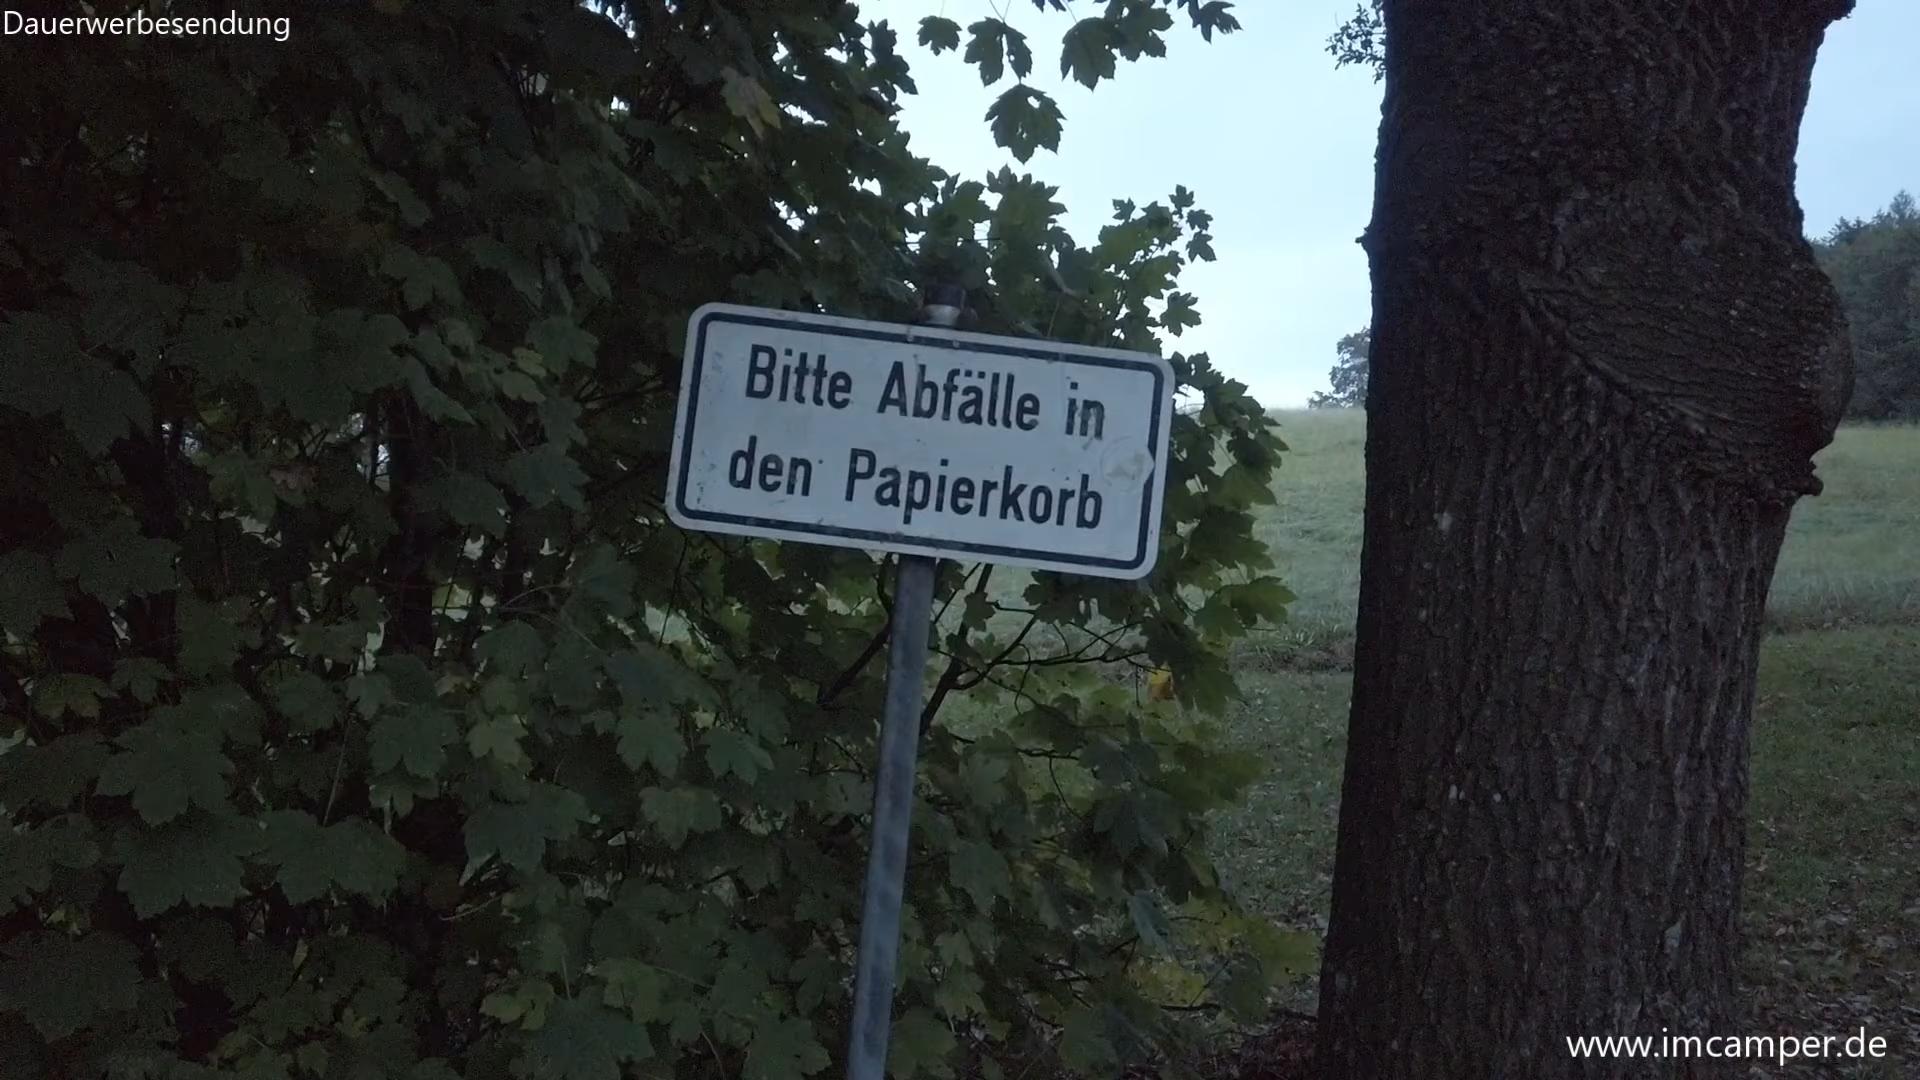 Dauerwerbesendung
Bitte Abfälle in
den Papierkorb
www.imcamper.de